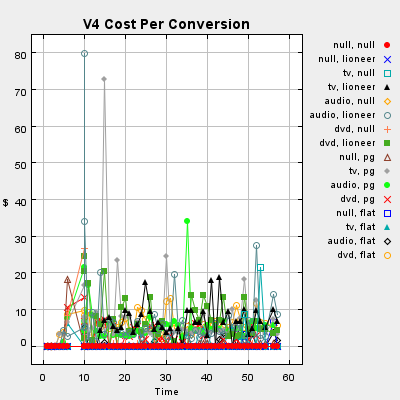 V4 Cost Per Conversion
80
70
60
50
40
30
20
10
0
$
0 10 20 30 40 50 60
Time
null, null
null, lioneer
tv, null
tv, lioneer
audio, null
audio, lioneer
dvd, null
dvd, lioneer
null, pg
tv, pg
audio, pg
dvd, pg
null, flat
tv, flat
audio, flat
dvd, flat